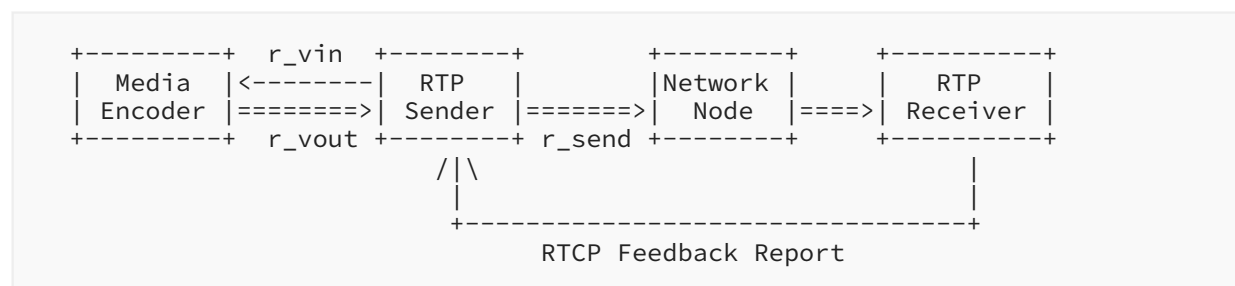 +---------+  r_vin  +--------+         +--------+      +----------+
|  Media  |<--------|  RTP   |         |Network |      |   RTP    |
| Encoder |========>| Sender |=======>|  Node  |====>| Receiver |
+---------+  r_vout +--------+ r_send +--------+      +----------+
/|\                                |
|                                 |
+---------------------------------+
RTCP Feedback Report